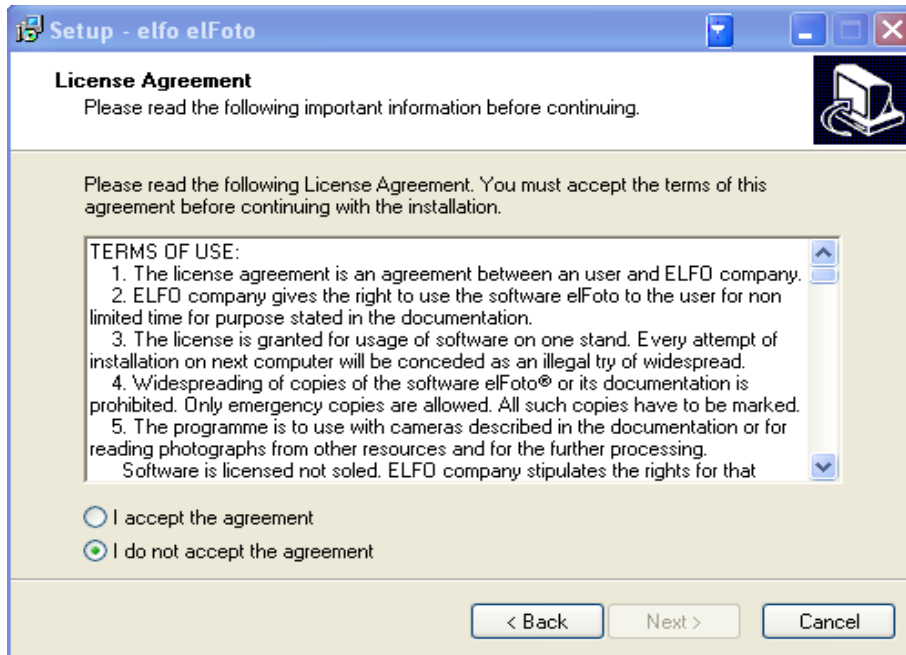 Setup - elfo elFoto
License Agreement
Please read the following important information before continuing.
Please read the following License Agreement. You must accept the terms of this
agreement before continuing with the installation.
TERMS OF USE:
1. The license agreement is an agreement between an user and ELFO company.
2. ELFO company gives the right to use the software elFoto to the user for non
limited time for purpose stated in the documentation.
3. The license is granted for usage of software on one stand. Every attempt of
installation on next computer will be conceded as an illegal try of widespread.
4. Widespreading of copies of the software elFoto® or its documentation is
prohibited. Only emergency copies are allowed. All such copies have to be marked.
5. The programme is to use with cameras described in the documentation or for
reading photographs from other resources and for the further processing.
Software is licensed not soled. ELFO company stipulates the rights for that
I accept the agreement
I do not accept the agreement
< Back Next > Cancel